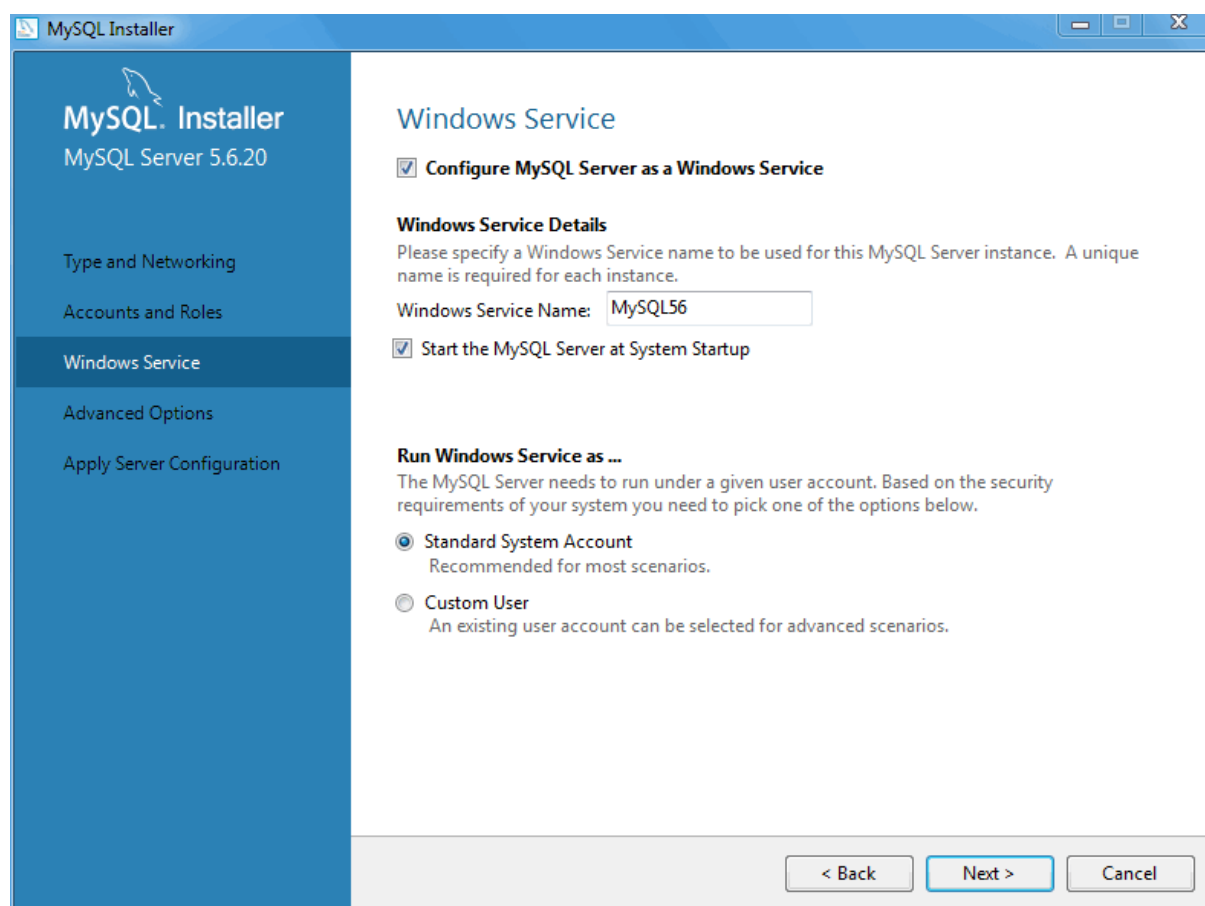 MySQL Installer
MySQL. Installer
MySQL Server 5.6.20
Type and Networking
Accounts and Roles
Windows Service
Advanced Options
Apply Server Configuration
Windows Service
Configure MySQL Server as a Windows Service
Windows Service Details
Please specify a Windows Service name to be used for this MySQL Server instance. A unique
name is required for each instance.
Windows Service Name: MySQL56
Start the MySQL Server at System Startup
Run Windows Service as ...
The MySQL Server needs to run under a given user account. Based on the security
requirements of your system you need to pick one of the options below.
Standard System Account
Recommended for most scenarios.
Custom User
An existing user account can be selected for advanced scenarios.
< Back Next > Cancel